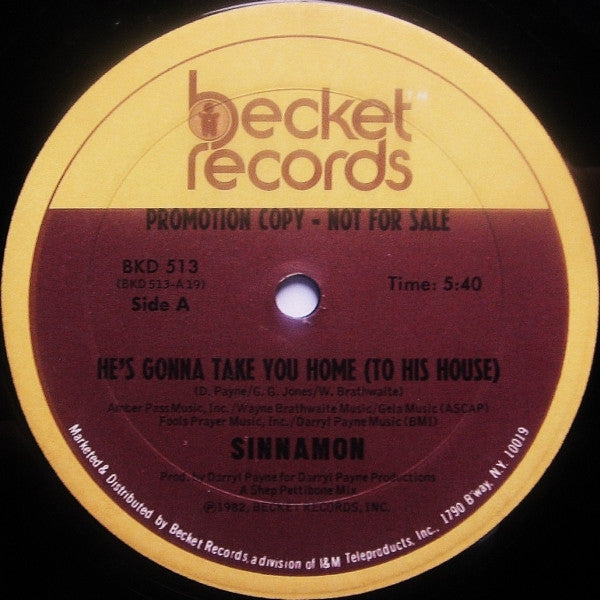 becket TM
records
PROMOTION COPY - NOT FOR SALE
BKD 513
(BKD 513-A 19)
Side A
Time: 5:40
HE'S GONNA TAKE YOU HOME (TO HIS HOUSE)
(D. Payne/G. G. Jones/W. Brathwaite)
Amber Pass Music, Inc./Wayne Brathwaite Music/Gela Music (ASCAP)
Fools Prayer Music, Inc./Darryl Payne Music (BMI)
SINNAMON
Prod. by Darryl Payne for Darryl Payne Productions
A Shep Pettibone Mix
℗1982, BECKET RECORDS, INC.
Marketed & Distributed by Becket Records, a division of I&M Teleproducts, Inc., 1790 B'way, N.Y. 10019